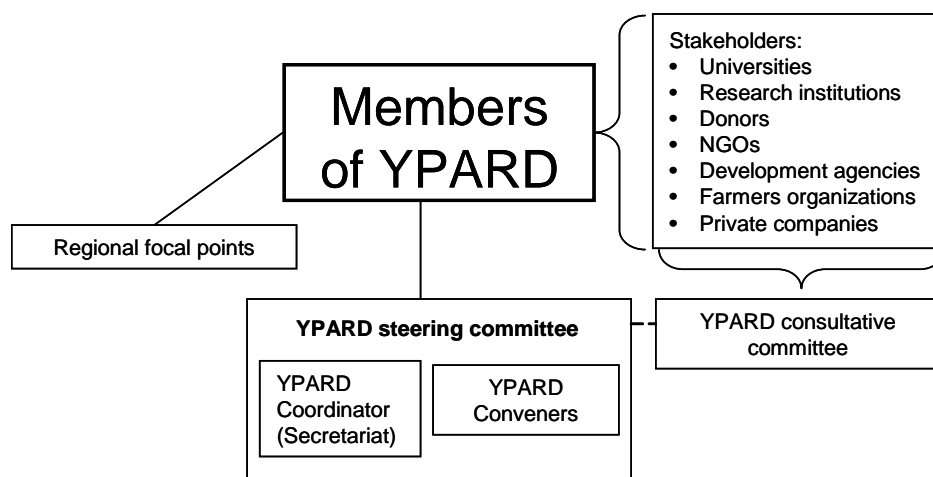 Members
of YPARD
Stakeholders:
• Universities
• Research institutions
• Donors
• NGOs
• Development agencies
• Farmers organizations
• Private companies
Regional focal points
YPARD steering committee
YPARD
Coordinator
(Secretariat)
YPARD
Conveners
YPARD consultative
committee